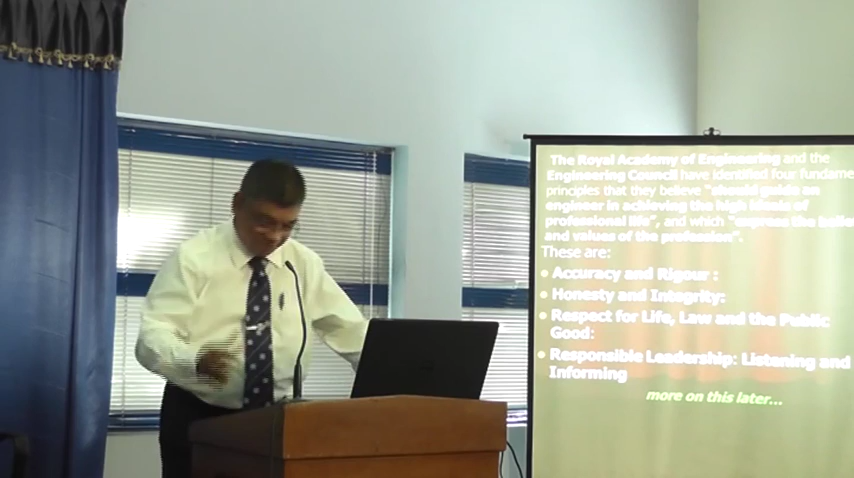 The Royal Academy of Engineering and the
Engineering Council have identified four fundame
principles that they believe "should guide an
engineer in achieving the high ideals of
professional life", and which "express the
and values of the profession".
These are:
Accuracy and Rigour :
Honesty and Integrity:
Respect for Life, Law and the Public
Good:
Responsible Leadership: Listening and
Informing
more on this later...